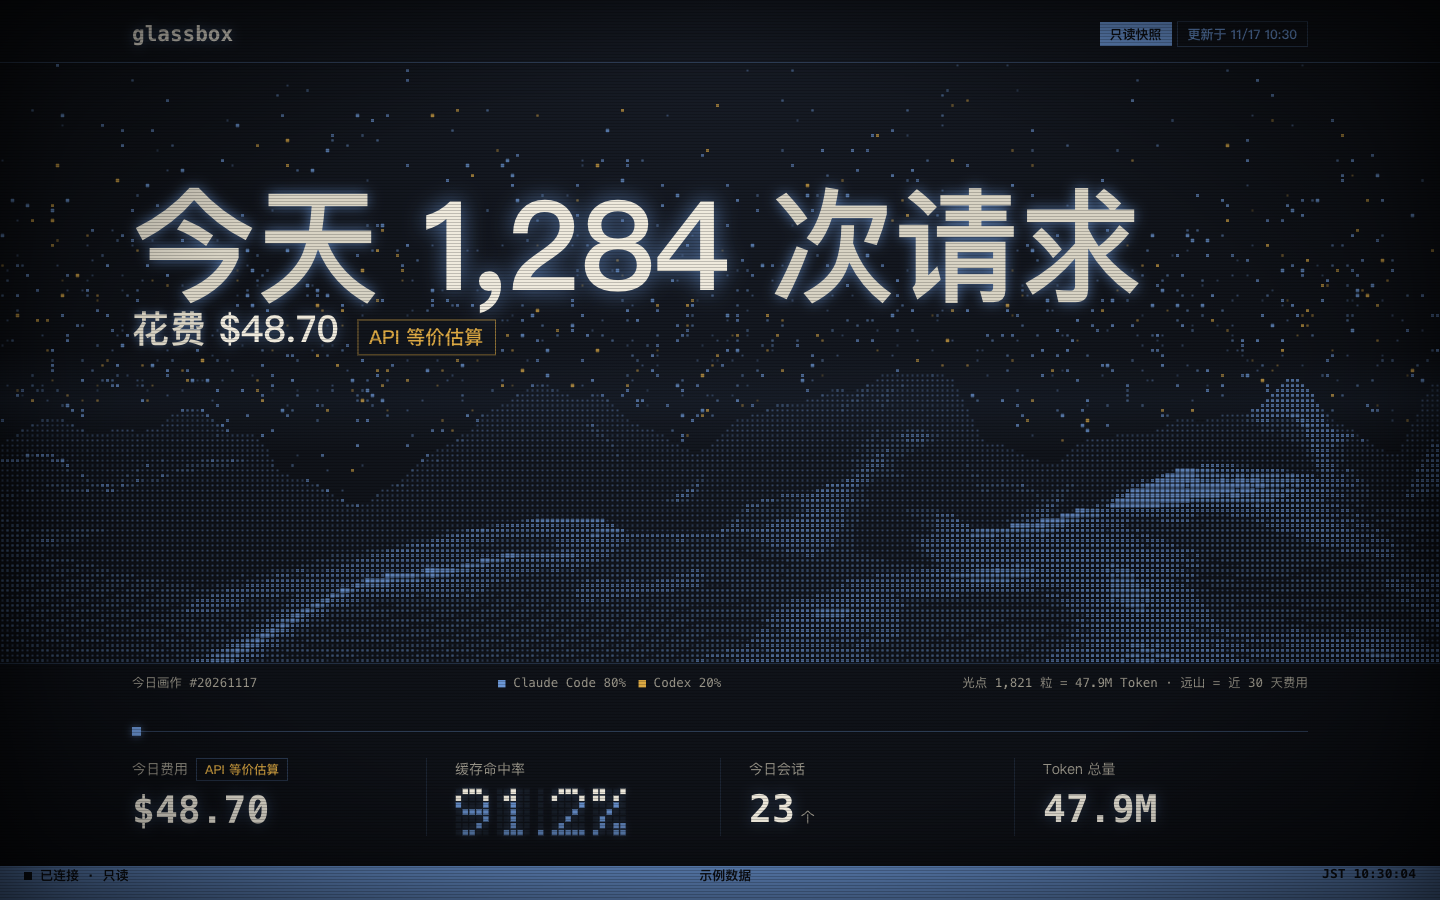 glassbox
只读快照 更新于 11/17 10:30
今天 1,284 次请求
花费 $48.70 API 等价估算
今日画作 #20261117
Claude Code 80% Codex 20%
光点 1,821 粒 = 47.9M Token · 远山 = 近 30 天费用
今日费用 API 等价估算
$48.70
缓存命中率
91.2%
今日会话
23 个
Token 总量
47.9M
已连接 · 只读
示例数据
JST 10:30:04